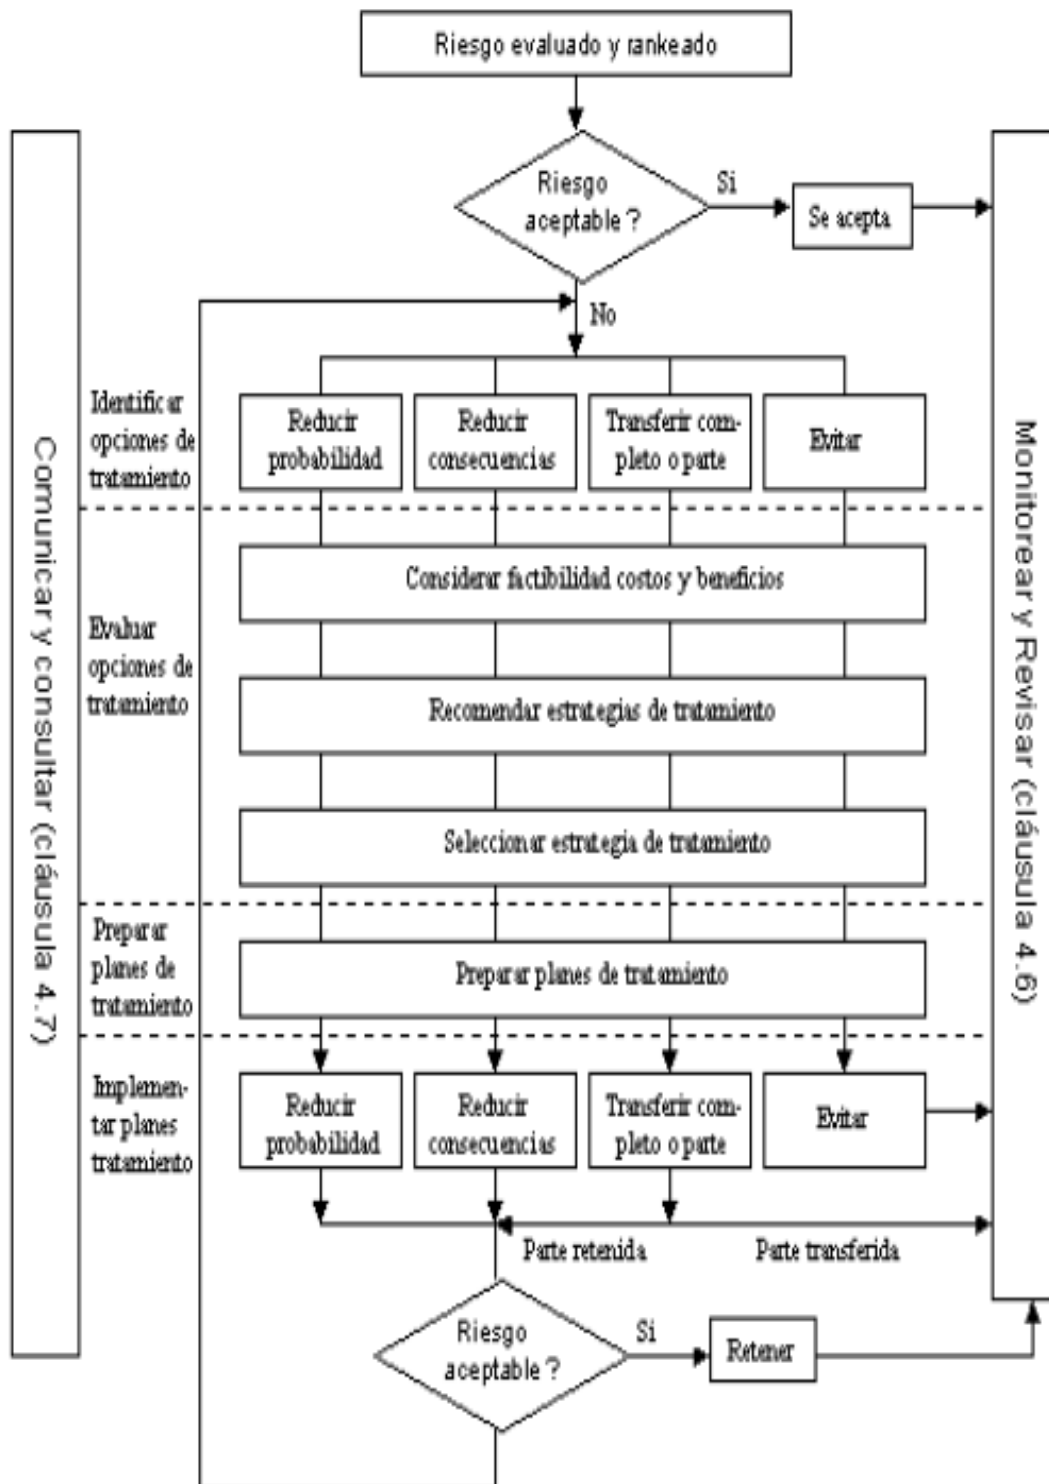 Riesgo evaluado y rankeado
Riesgo
aceptable ?
Si
Se acepta
No
Identificar
opciones de
tratamiento
Reducir
probabilidad
Reducir
consecuencias
Transferir com-
pleto o parte
Evitar
Considerar factibilidad costos y beneficios
Evaluar
opciones de
tratamiento
Recomendar estrategias de tratamiento
Seleccionar estrategia de tratamiento
Preparar
planes de
tratamiento
Preparar planes de tratamiento
Implemen-
tar planes
tratamiento
Reducir
probabilidad
Reducir
consecuencias
Transferir com-
pleto o parte
Evitar
Parte retenida
Parte transferida
Riesgo
aceptable ?
Si
Retener
Comunicar y consultar (cláusula 4.7)
Monitorear y Revisar (cláusula 4.6)